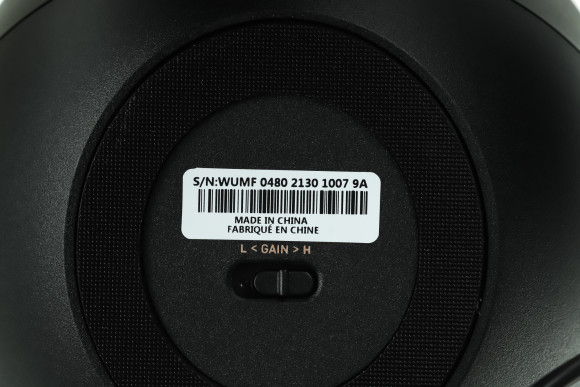 S/N:WUMF 0480 2130 1007 9A
MADE IN CHINA
FABRIQUÉ EN CHINE
L < GAIN > H